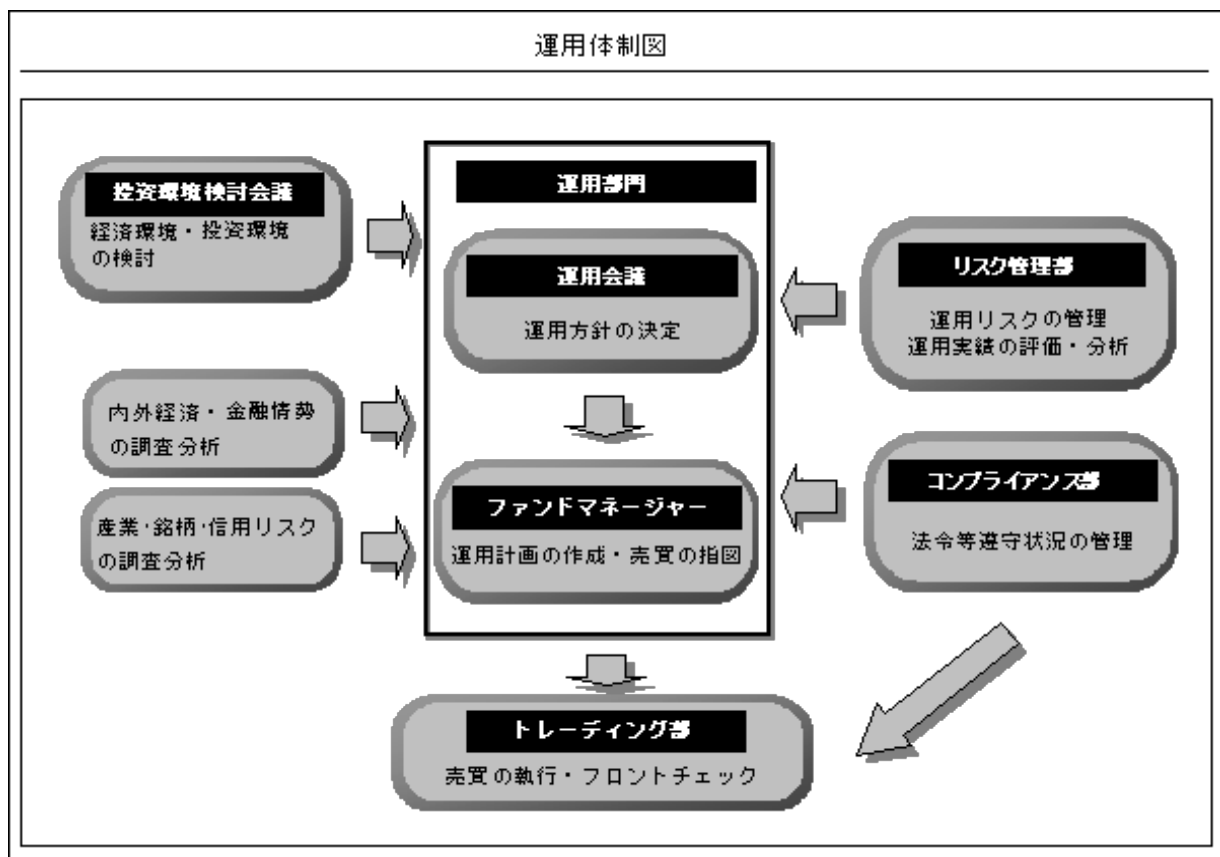 運用体制図
投資環境検討会議
経済環境・投資環境
の検討
内外経済・金融情勢
の調査分析
産業・銘柄・信用リスク
の調査分析
運用部門
運用会議
運用方針の決定
ファンドマネージャー
運用計画の作成・売買の指図
リスク管理部
運用リスクの管理
運用実績の評価・分析
コンプライアンス部
法令等遵守状況の管理
トレーディング部
売買の執行・フロントチェック